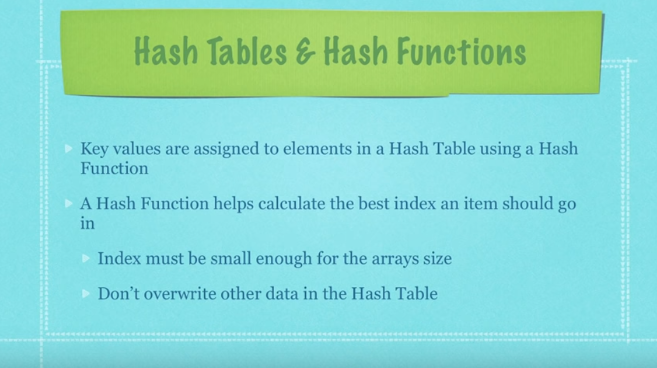 Hash Tables & Hash Functions
Key values are assigned to elements in a Hash Table using a Hash
Function
A Hash Function helps calculate the best index an item should go
in
Index must be small enough for the arrays size
Don’t overwrite other data in the Hash Table